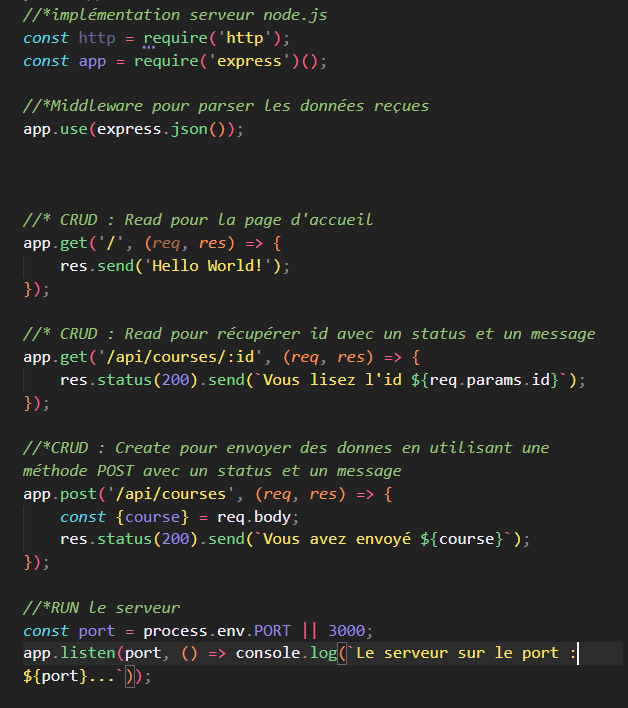 //*implémentation serveur node.js
const http = require('http');
const app = require('express')();
//*Middleware pour parser les données reçues
app.use(express.json());
//* CRUD : Read pour la page d'accueil
app.get('/', (req, res) => {
    res.send('Hello World!');
});
//* CRUD : Read pour récupérer id avec un status et un message
app.get('/api/courses/:id', (req, res) => {
    res.status(200).send(`Vous lisez l'id ${req.params.id}`);
});
//*CRUD : Create pour envoyer des donnes en utilisant une
méthode POST avec un status et un message
app.post('/api/courses', (req, res) => {
    const {course} = req.body;
    res.status(200).send(`Vous avez envoyé ${course}`);
});
//*RUN le serveur
const port = process.env.PORT || 3000;
app.listen(port, () => console.log(`Le serveur sur le port :
${port}...`));